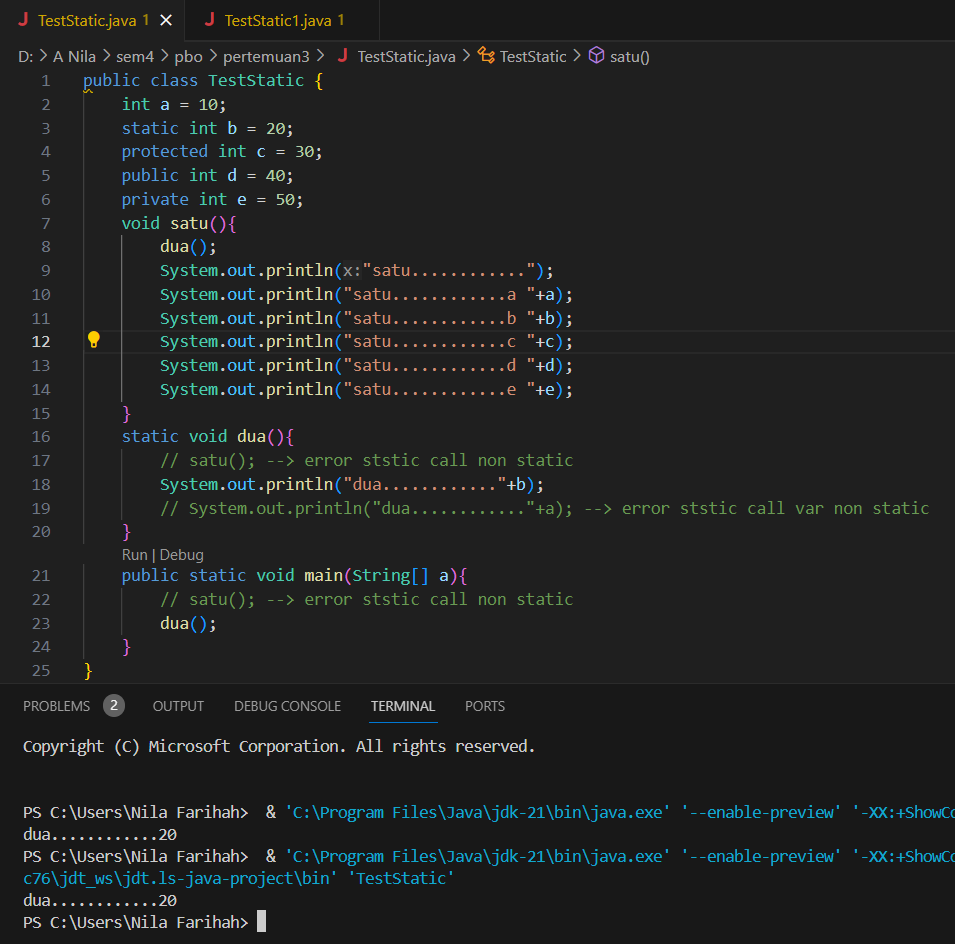 TestStatic.java 1 × TestStatic1.java 1
D: > A Nila > sem4 > pbo > pertemuan3 > TestStatic.java > TestStatic > satu()
1 public class TestStatic {
2 int a = 10;
3 static int b = 20;
4 protected int c = 30;
5 public int d = 40;
6 private int e = 50;
7 void satu(){
8 dua();
9 System.out.println(x:"satu............");
10 System.out.println("satu............a "+a);
11 System.out.println("satu............b "+b);
12 System.out.println("satu............c "+c);
13 System.out.println("satu............d "+d);
14 System.out.println("satu............e "+e);
15 }
16 static void dua(){
17 // satu(); --> error ststic call non static
18 System.out.println("dua............"+b);
19 // System.out.println("dua............"+a); --> error ststic call var non static
20 }
Run | Debug
21 public static void main(String[] a){
22 // satu(); --> error ststic call non static
23 dua();
24 }
25 }
PROBLEMS 2 OUTPUT DEBUG CONSOLE TERMINAL PORTS
Copyright (C) Microsoft Corporation. All rights reserved.
PS C:\Users\Nila Farihah> & 'C:\Program Files\Java\jdk-21\bin\java.exe' '--enable-preview' '-XX:+ShowCo
dua............20
PS C:\Users\Nila Farihah> & 'C:\Program Files\Java\jdk-21\bin\java.exe' '--enable-preview' '-XX:+ShowCo
c76\jdt_ws\jdt.ls-java-project\bin' 'TestStatic'
dua............20
PS C:\Users\Nila Farihah>